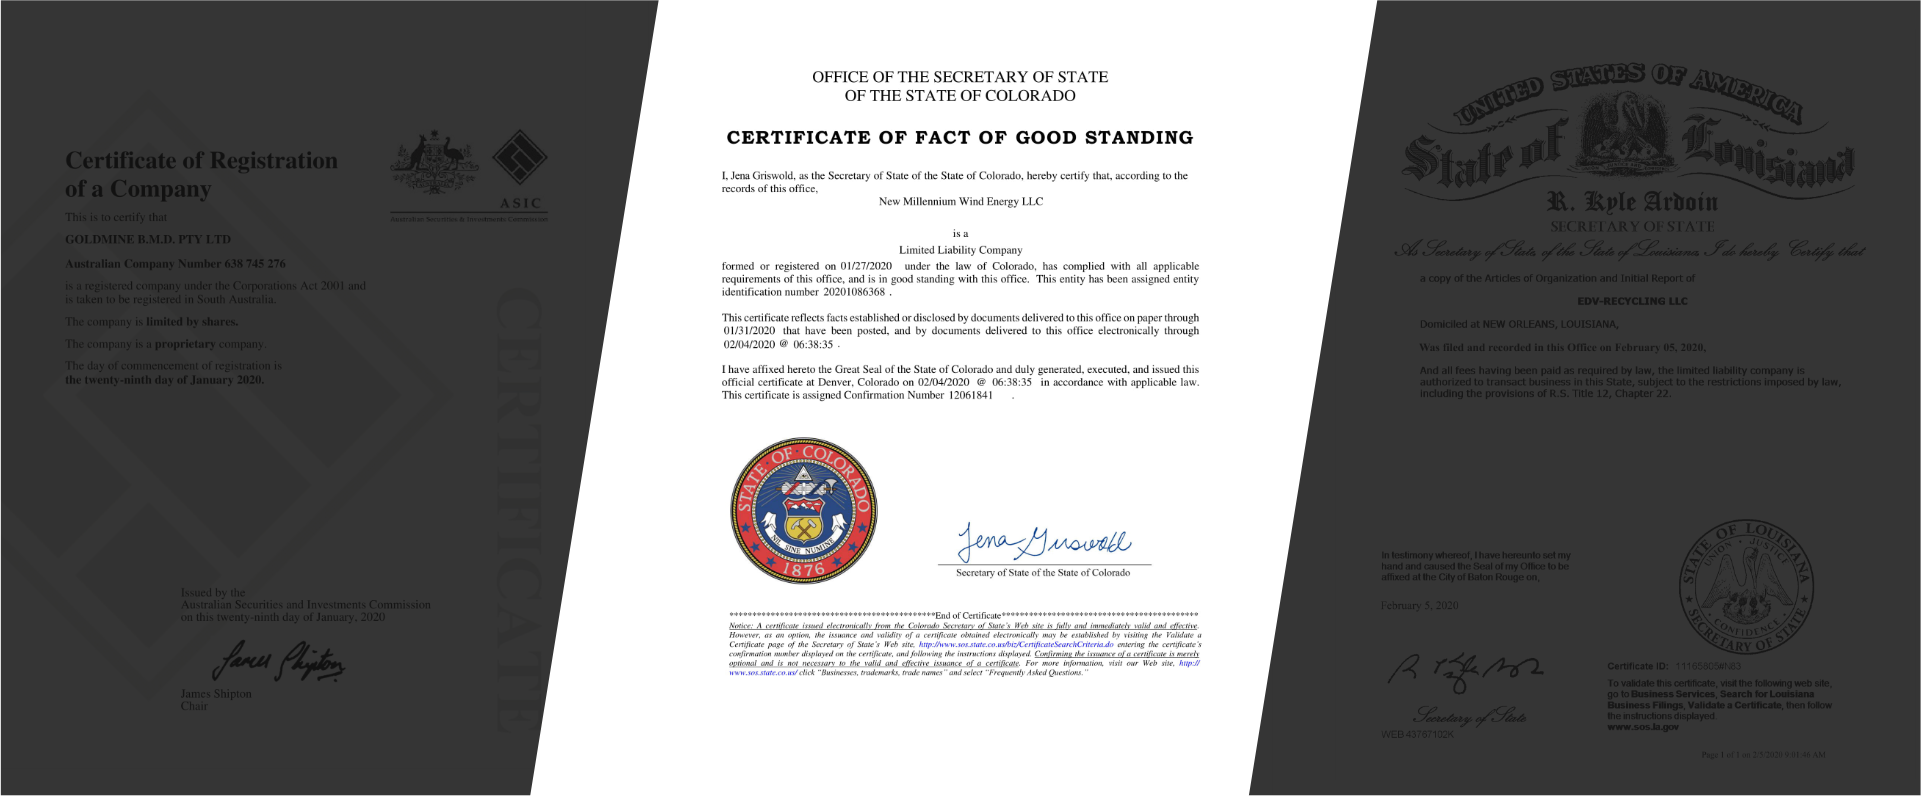 Certificate of Registration
of a Company
This is to certify that
GOLDMINE B.M.D. PTY LTD
Australian Company Number 638 745 276
is a registered company under the Corporations Act 2001 and
is taken to be registered in South Australia.
The company is limited by shares.
The company is a proprietary company.
The day of commencement of registration is
the twenty-ninth day of January 2020.
ASIC
Australian Securities & Investments Commission
CERTIFICATE
Issued by the
Australian Securities and Investments Commission
on this twenty-ninth day of January, 2020
James Shipton
James Shipton
Chair
OFFICE OF THE SECRETARY OF STATE
OF THE STATE OF COLORADO
CERTIFICATE OF FACT OF GOOD STANDING
I, Jena Griswold, as the Secretary of State of the State of Colorado, hereby certify that, according to the
records of this office,
New Millennium Wind Energy LLC
is a
Limited Liability Company
formed or registered on 01/27/2020 under the law of Colorado, has complied with all applicable
requirements of this office, and is in good standing with this office. This entity has been assigned entity
identification number 20201086368 .
This certificate reflects facts established or disclosed by documents delivered to this office on paper through
01/31/2020 that have been posted, and by documents delivered to this office electronically through
02/04/2020 @ 06:38:35 .
I have affixed hereto the Great Seal of the State of Colorado and duly generated, executed, and issued this
official certificate at Denver, Colorado on 02/04/2020 @ 06:38:35 in accordance with applicable law.
This certificate is assigned Confirmation Number 12061841 .
STATE OF COLORADO
NIL SINE NUMINE
1876
Jena Griswold
Secretary of State of the State of Colorado
*********************************************End of Certificate*******************************************
Notice: A certificate issued electronically from the Colorado Secretary of State's Web site is fully and immediately valid and effective.
However, as an option, the issuance and validity of a certificate obtained electronically may be established by visiting the Validate a
Certificate page of the Secretary of State's Web site, http://www.sos.state.co.us/biz/CertificateSearchCriteria.do entering the certificate's
confirmation number displayed on the certificate, and following the instructions displayed. Confirming the issuance of a certificate is merely
optional and is not necessary to the valid and effective issuance of a certificate. For more information, visit our Web site, http://
www.sos.state.co.us/ click "Businesses, trademarks, trade names" and select "Frequently Asked Questions."
UNITED STATES OF AMERICA
State of Louisiana
R. Kyle Ardoin
SECRETARY OF STATE
As Secretary of State, of the State of Louisiana, I do hereby Certify that
a copy of the Articles of Organization and Initial Report of
EDV-RECYCLING LLC
Domiciled at NEW ORLEANS, LOUISIANA,
Was filed and recorded in this Office on February 05, 2020,
And all fees having been paid as required by law, the limited liability company is
authorized to transact business in this State, subject to the restrictions imposed by law,
including the provisions of R.S. Title 12, Chapter 22.
In testimony whereof, I have hereunto set my
hand and caused the Seal of my Office to be
affixed at the City of Baton Rouge on,
February 5, 2020
Secretary of State
WEB 43767102K
STATE OF LOUISIANA
UNION JUSTICE
CONFIDENCE
SECRETARY OF STATE
Certificate ID: 11165805#NB3
To validate this certificate, visit the following web site,
go to Business Services, Search for Louisiana
Business Filings, Validate a Certificate, then follow
the instructions displayed.
www.sos.la.gov
Page 1 of 1 on 2/5/2020 9:01:46 AM